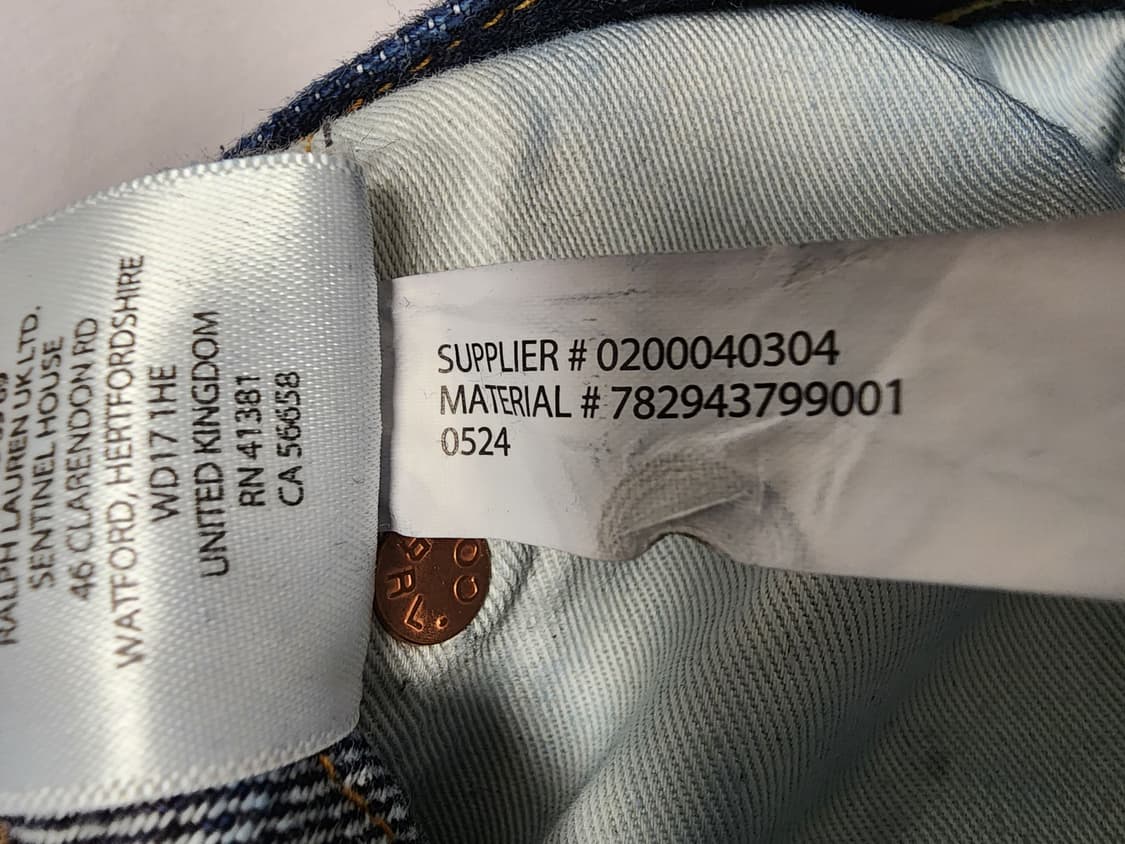 RALPH LAUREN UK LTD.
SENTINEL HOUSE
46 CLARENDON RD
WATFORD, HERTFORDSHIRE
WD17 1HE
UNITED KINGDOM
RN 41381
CA 56658
SUPPLIER # 0200040304
MATERIAL # 782943799001
0524